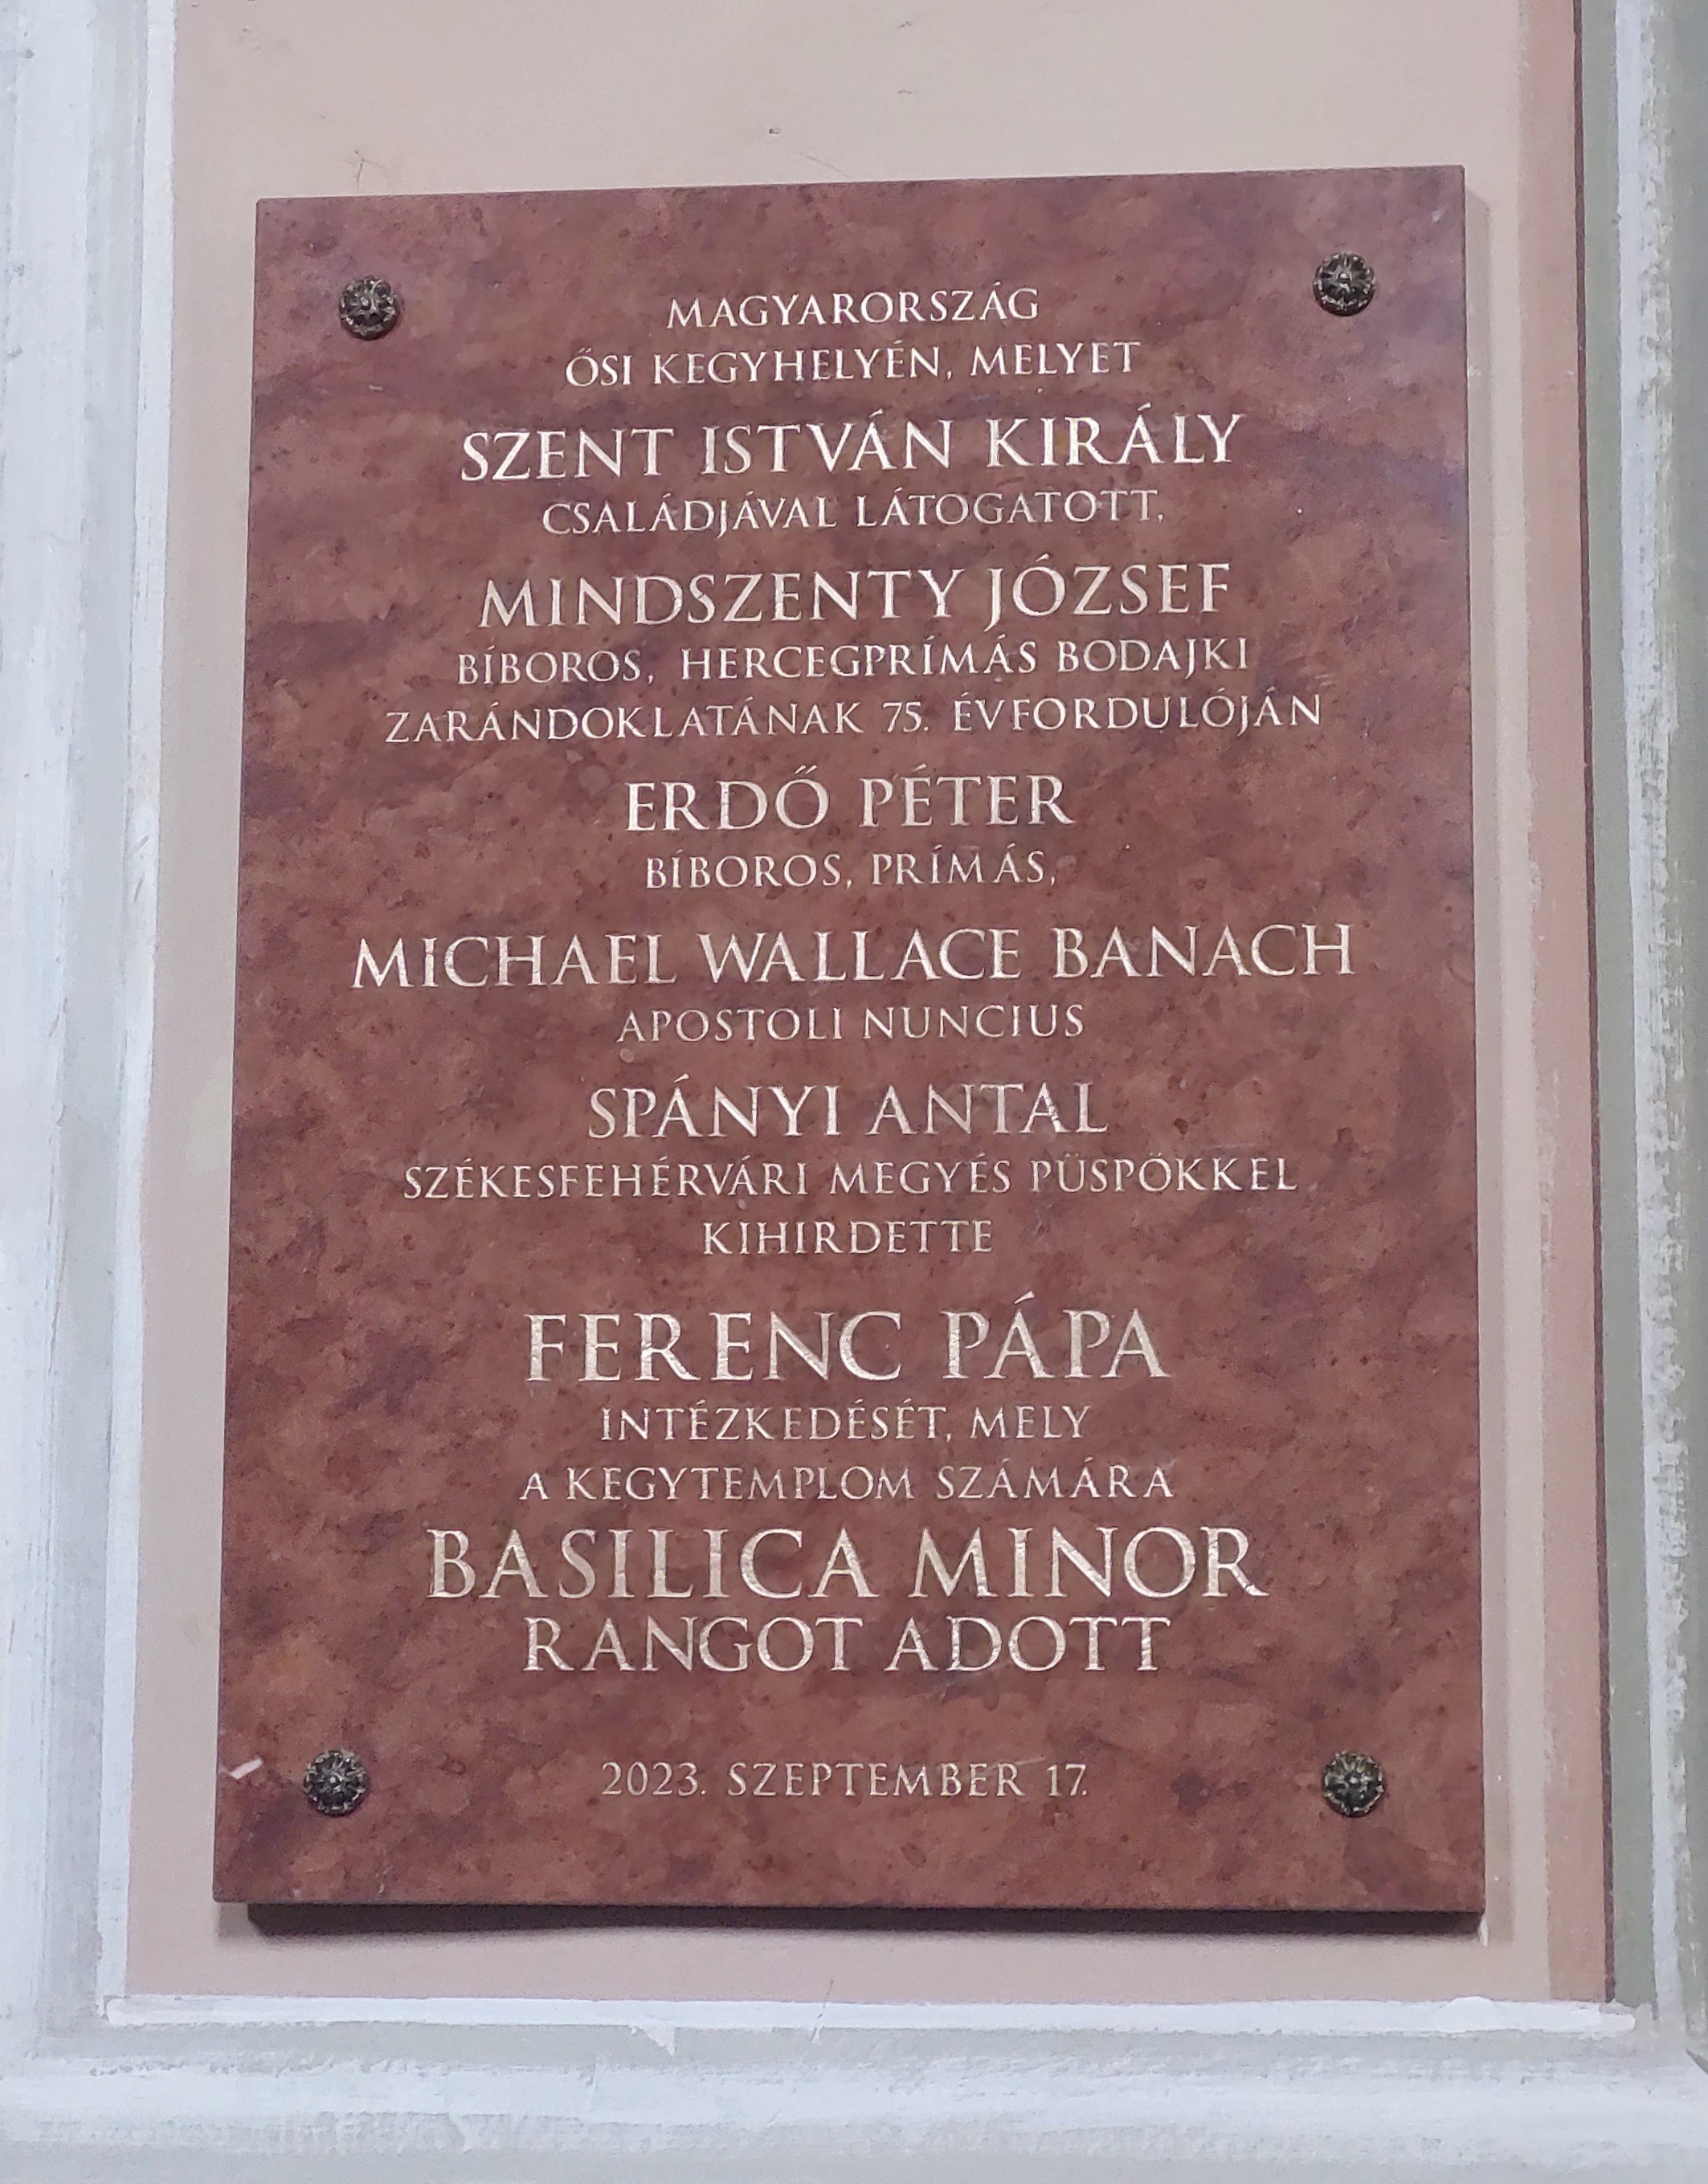 MAGYARORSZÁG
ŐSI KEGYHELYÉN, MELYET
SZENT ISTVÁN KIRÁLY
CSALÁDJÁVAL LÁTOGATOTT,
MINDSZENTY JÓZSEF
BÍBOROS, HERCEGPRÍMÁS BODAJKI
ZARÁNDOKLATÁNAK 75. ÉVFORDULÓJÁN
ERDŐ PÉTER
BÍBOROS, PRÍMÁS,
MICHAEL WALLACE BANACH
APOSTOLI NUNCIUS
SPÁNYI ANTAL
SZÉKESFEHÉRVÁRI MEGYÉS PÜSPÖKKEL
KIHIRDETTE
FERENC PÁPA
INTÉZKEDÉSÉT, MELY
A KEGYTEMPLOM SZÁMÁRA
BASILICA MINOR
RANGOT ADOTT
2023. SZEPTEMBER 17.